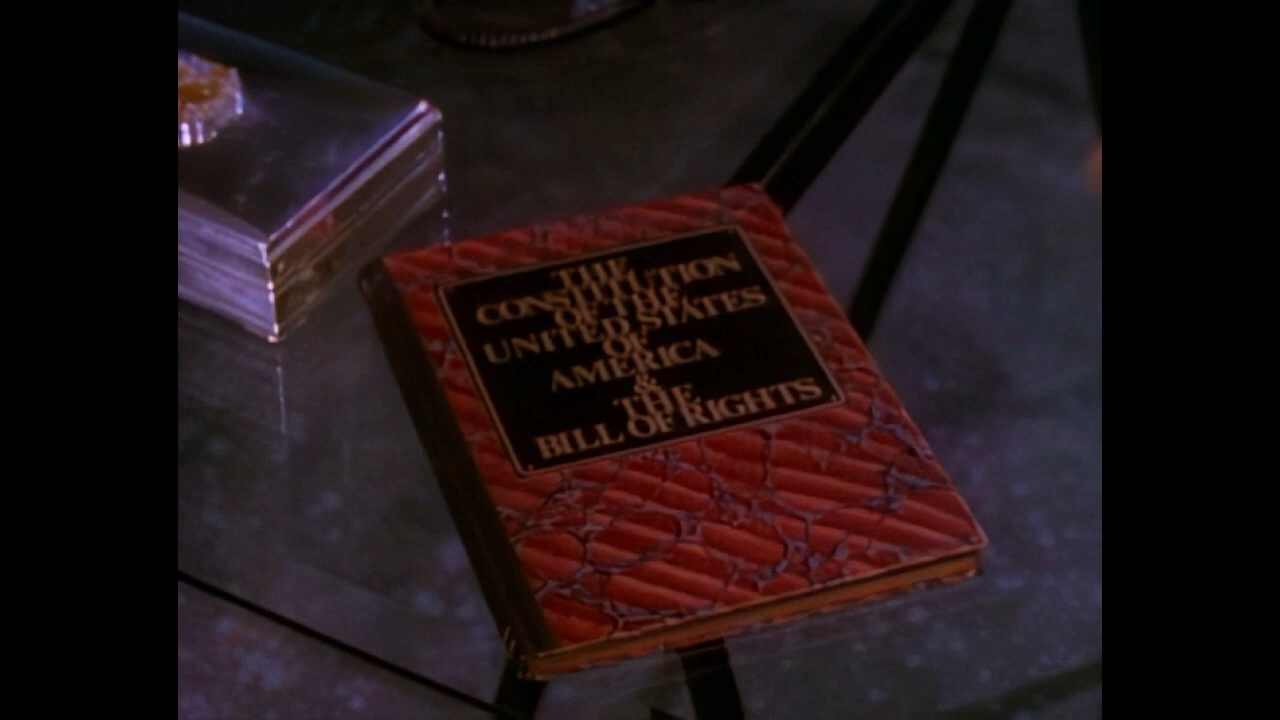 THE
CONSTITUTION
OF THE
UNITED STATES
OF
AMERICA
&
THE
BILL OF RIGHTS